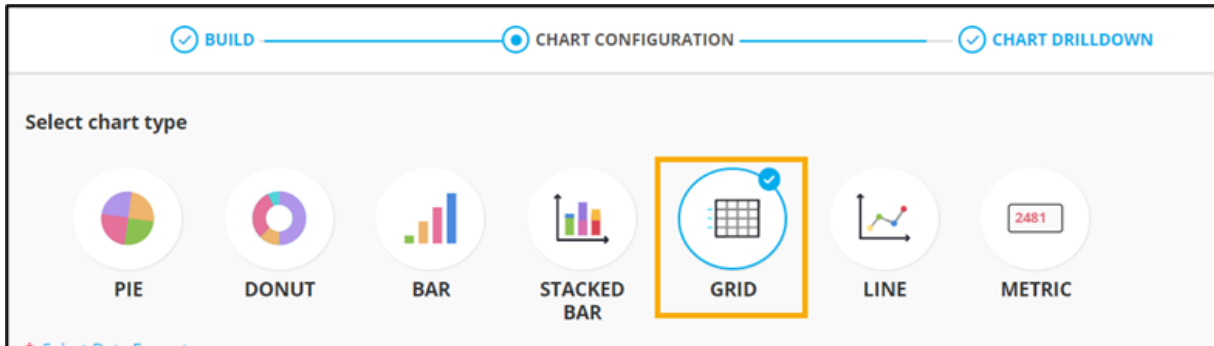 BUILD
CHART CONFIGURATION
CHART DRILLDOWN
Select chart type
2481
PIE
DONUT
BAR
STACKED
BAR
GRID
LINE
METRIC